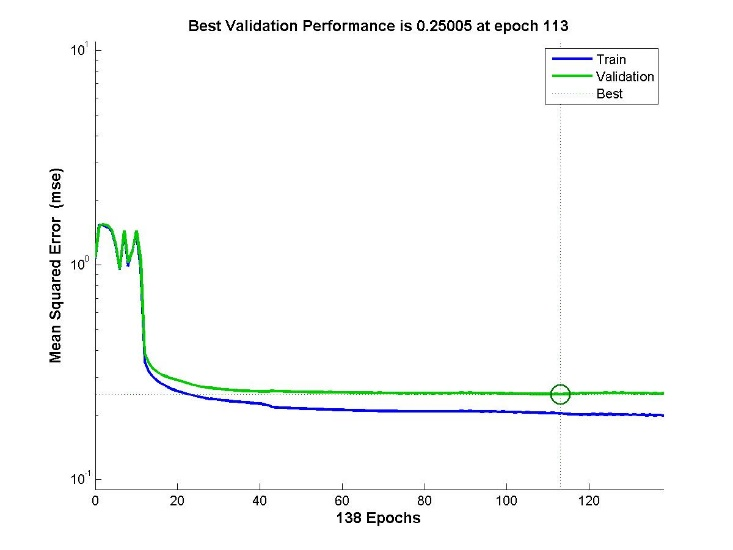 Best Validation Performance is 0.25005 at epoch 113
10^1
Train
Validation
Best
Mean Squared Error (mse)
10^0
10^-1
0 20 40 60 80 100 120
138 Epochs